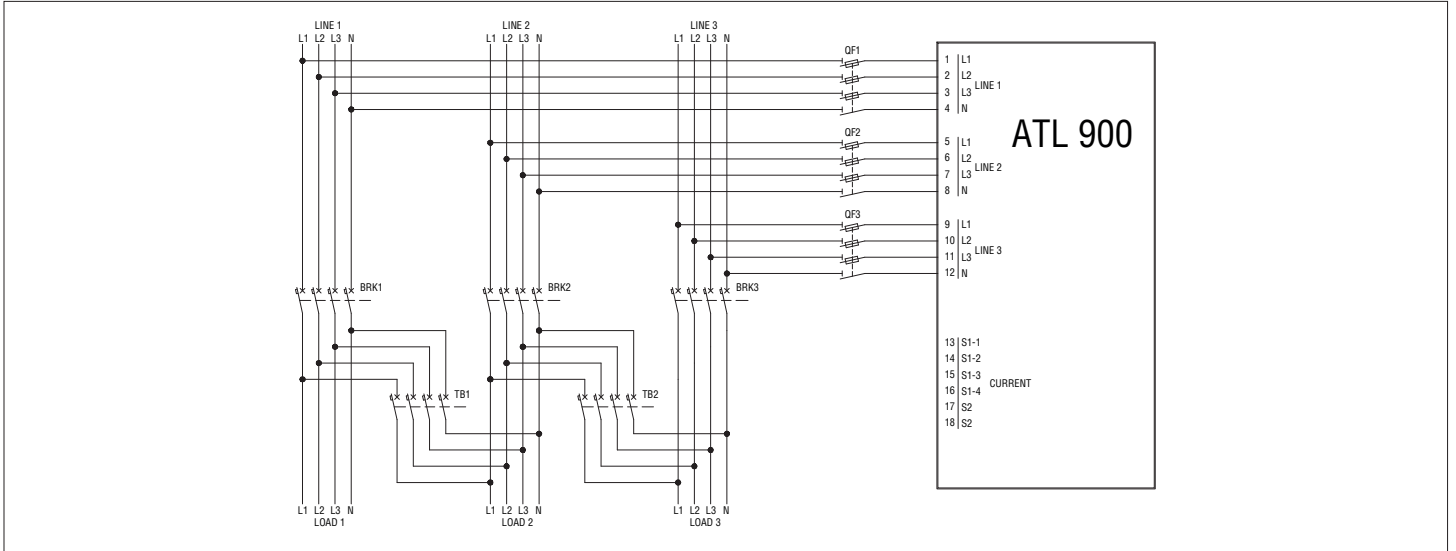 LINE 1
L1 L2 L3 N
LINE 2
L1 L2 L3 N
LINE 3
L1 L2 L3 N
QF1
1 L1
2 L2
3 L3
4 N
LINE 1
ATL 900
QF2
5 L1
6 L2
7 L3
8 N
LINE 2
QF3
9 L1
10 L2
11 L3
12 N
LINE 3
BRK1
BRK2
BRK3
13 S1-1
14 S1-2
15 S1-3
16 S1-4
17 S2
18 S2
CURRENT
TB1
TB2
L1 L2 L3 N
LOAD 1
L1 L2 L3 N
LOAD 2
L1 L2 L3 N
LOAD 3